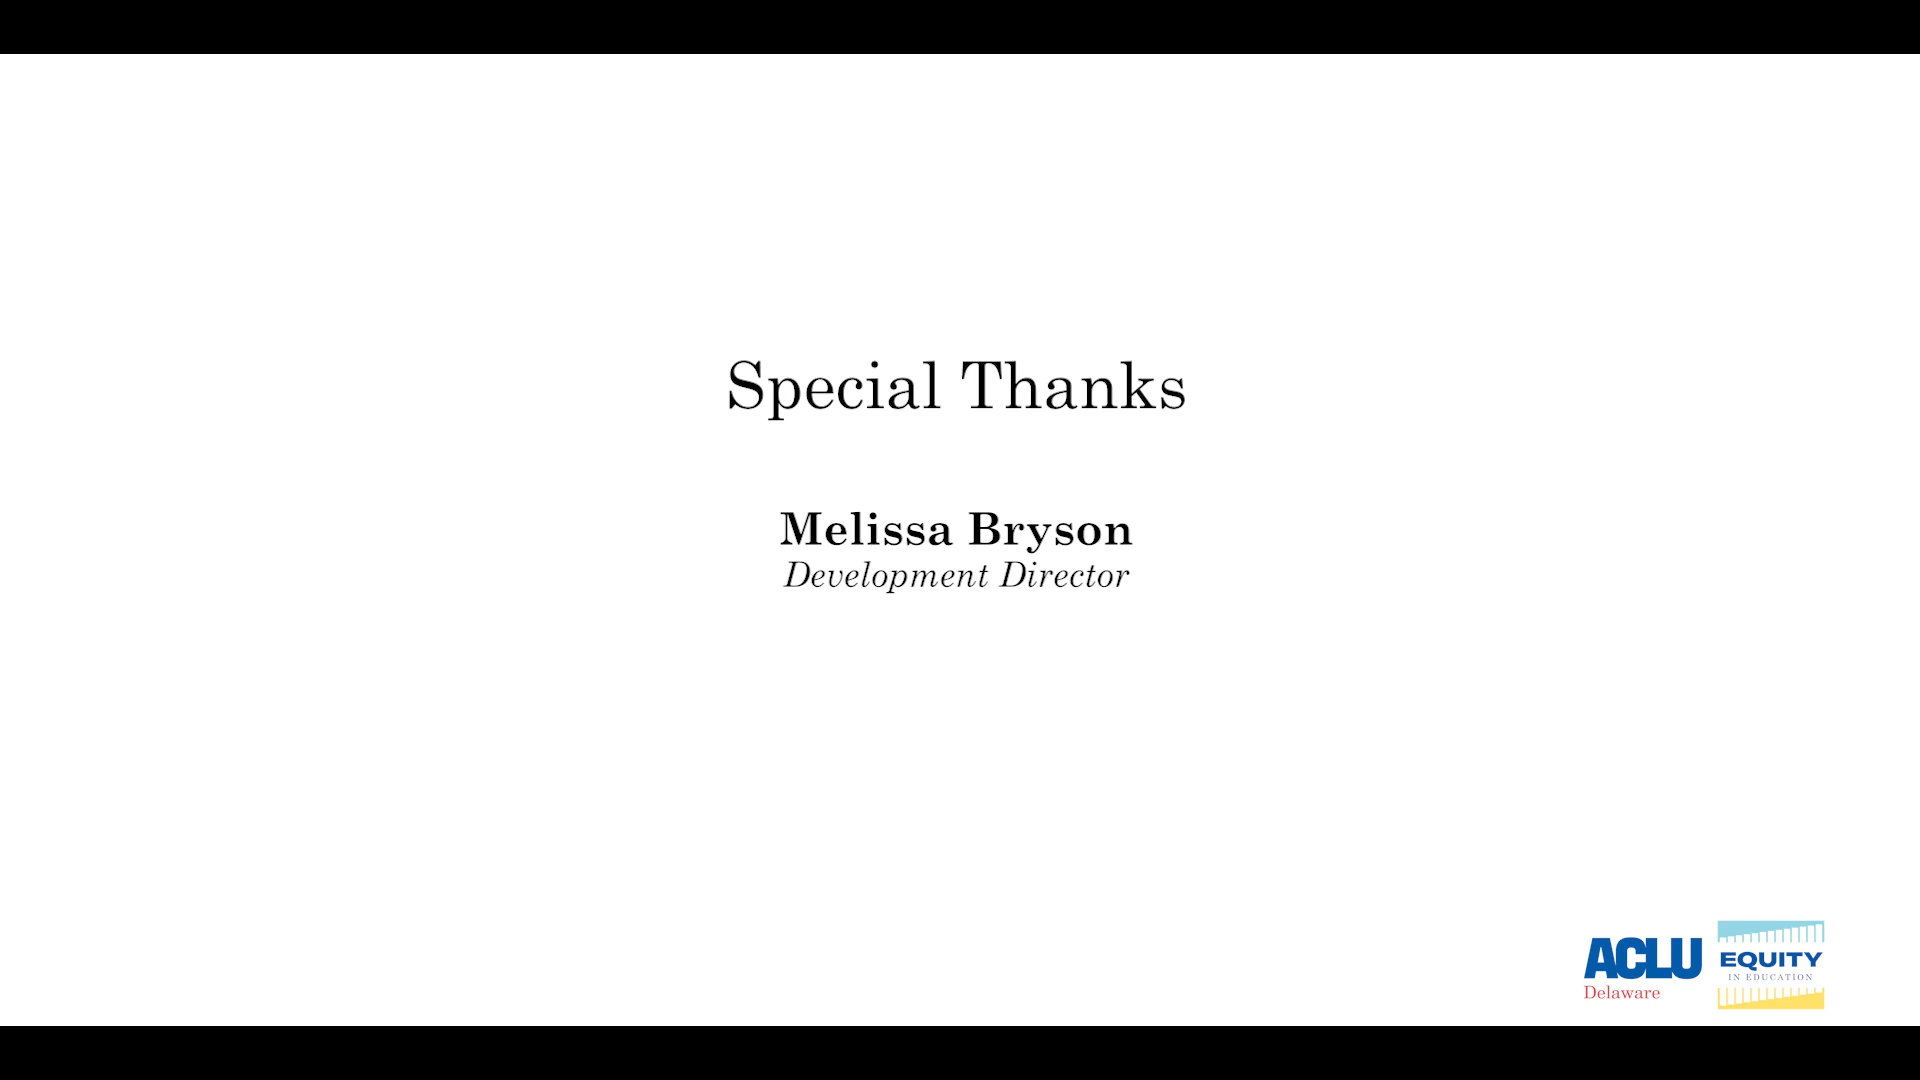 Special Thanks
Melissa Bryson
Development Director
ACLU
Delaware
EQUITY
IN EDUCATION